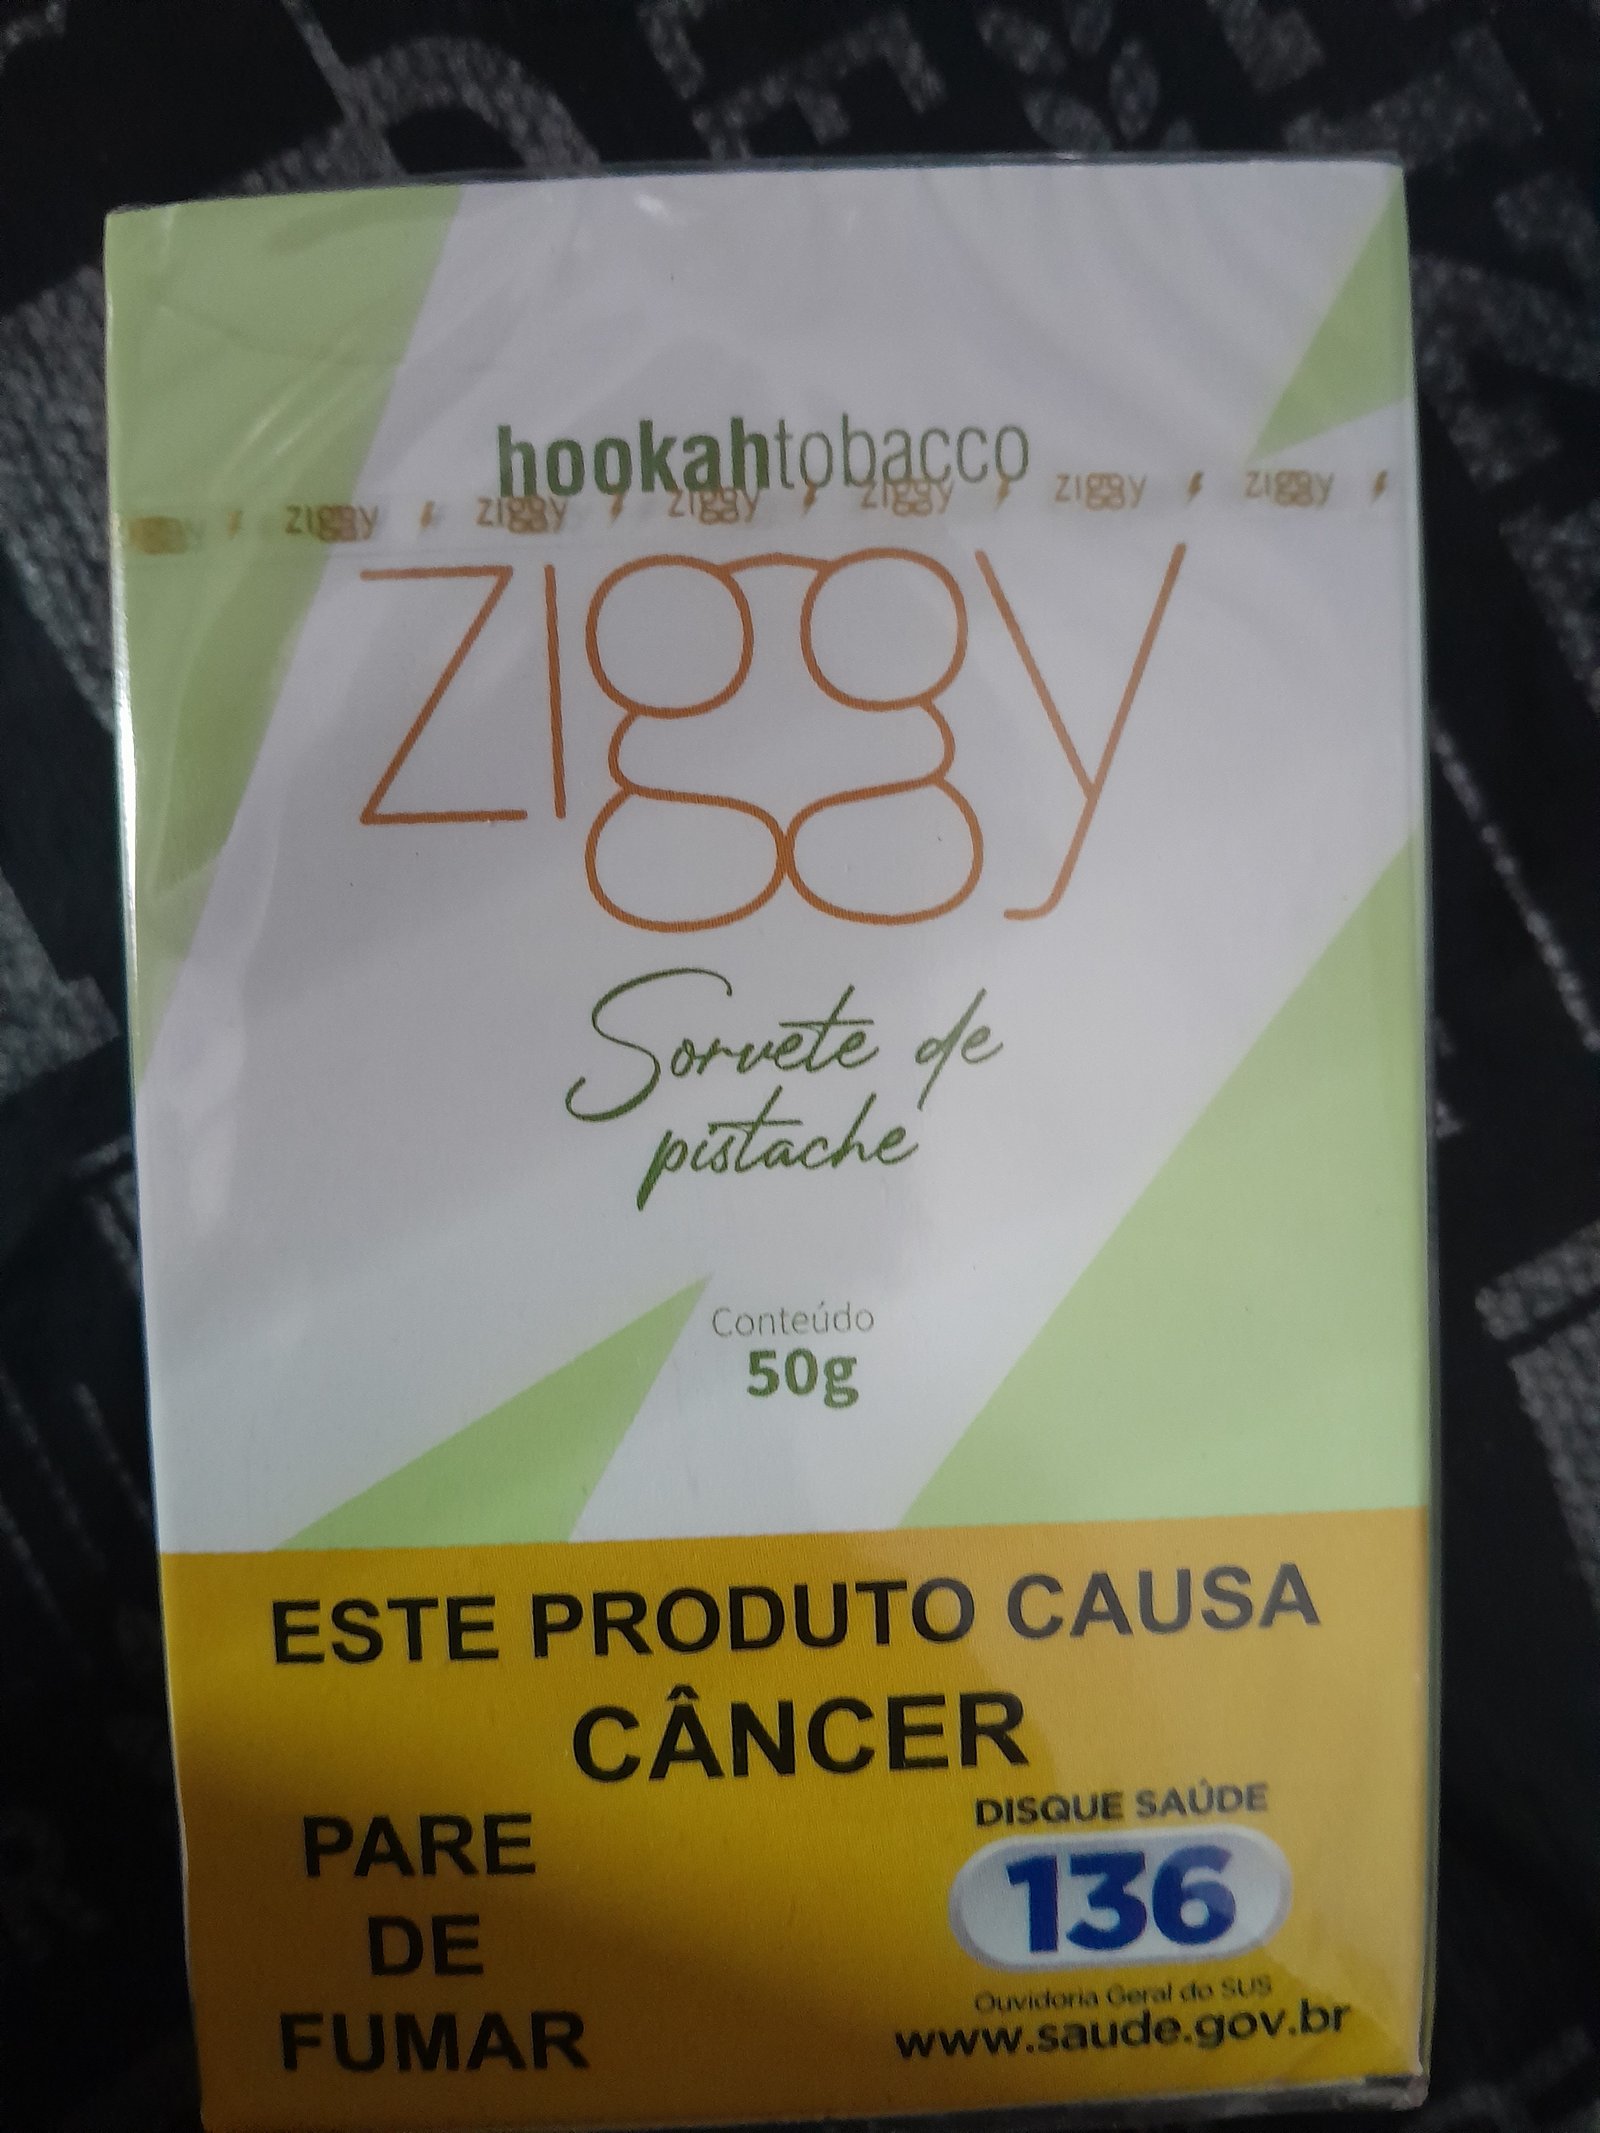 hookahtobacco
ziggy ziggy ziggy ziggy ziggy ziggy
ziggy
Sorvete de
pistache
Conteúdo
50g
ESTE PRODUTO CAUSA
CÂNCER
PARE
DE
FUMAR
DISQUE SAÚDE
136
Ouvidoria Geral do SUS
www.saude.gov.br